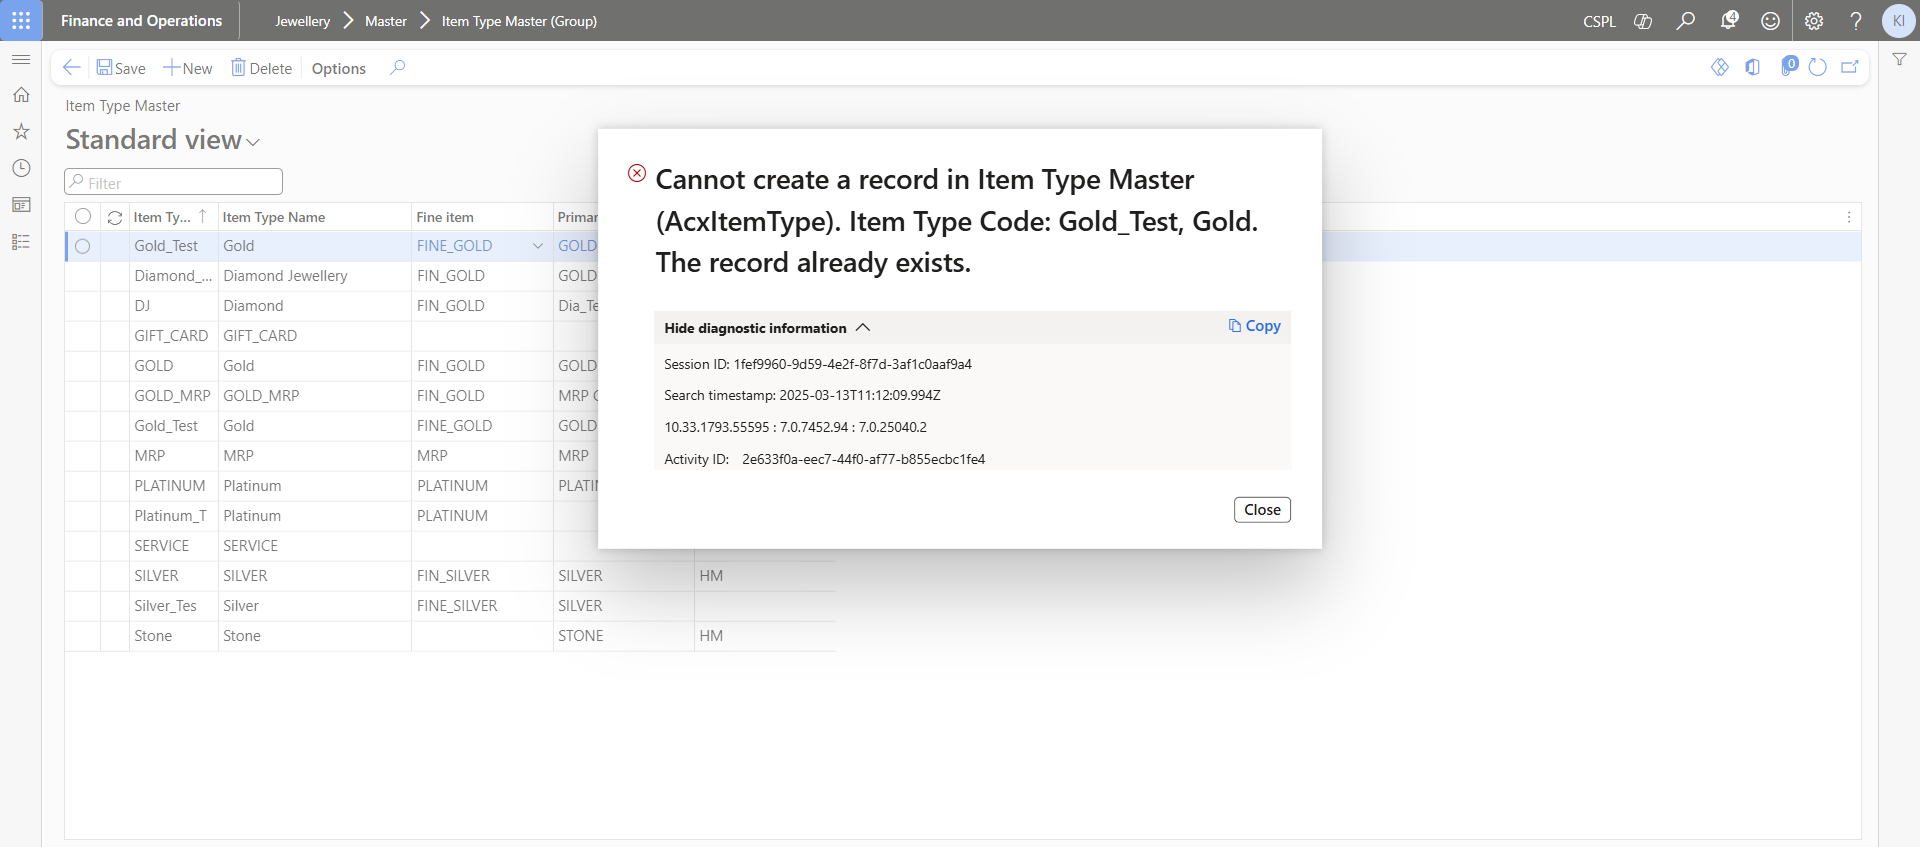 Finance and Operations
Jewellery
Master
Item Type Master (Group)
CSPL
4
KI
Save
New
Delete
Options
0
Item Type Master
Standard view
Filter
Item Ty... Item Type Name Fine item Primar
Gold_Test Gold FINE_GOLD GOLD
Diamond_... Diamond Jewellery FIN_GOLD GOLD
DJ Diamond FIN_GOLD Dia_Te
GIFT_CARD GIFT_CARD
GOLD Gold FIN_GOLD GOLD
GOLD_MRP GOLD_MRP FIN_GOLD MRP
Gold_Test Gold FINE_GOLD GOLD
MRP MRP MRP MRP
PLATINUM Platinum PLATINUM PLATIN
Platinum_T Platinum PLATINUM
SERVICE SERVICE
SILVER SILVER FIN_SILVER SILVER HM
Silver_Tes Silver FINE_SILVER SILVER
Stone Stone STONE HM
Cannot create a record in Item Type Master
(AcxItemType). Item Type Code: Gold_Test, Gold.
The record already exists.
Hide diagnostic information
Copy
Session ID: 1fef9960-9d59-4e2f-8f7d-3af1c0aaf9a4
Search timestamp: 2025-03-13T11:12:09.994Z
10.33.1793.55595 : 7.0.7452.94 : 7.0.25040.2
Activity ID: 2e633f0a-eec7-44f0-af77-b855ecbc1fe4
Close